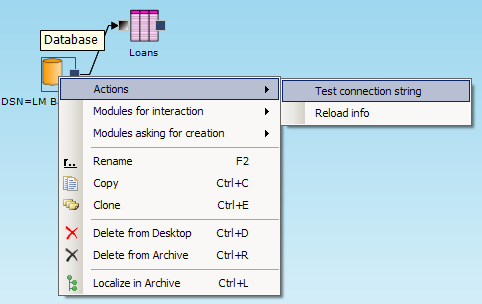 Database
Loans
DSN=LM B
Actions
Test connection string
Modules for interaction
Reload info
Modules asking for creation
r..
Rename F2
Copy Ctrl+C
Clone Ctrl+E
Delete from Desktop Ctrl+D
Delete from Archive Ctrl+R
Localize in Archive Ctrl+L